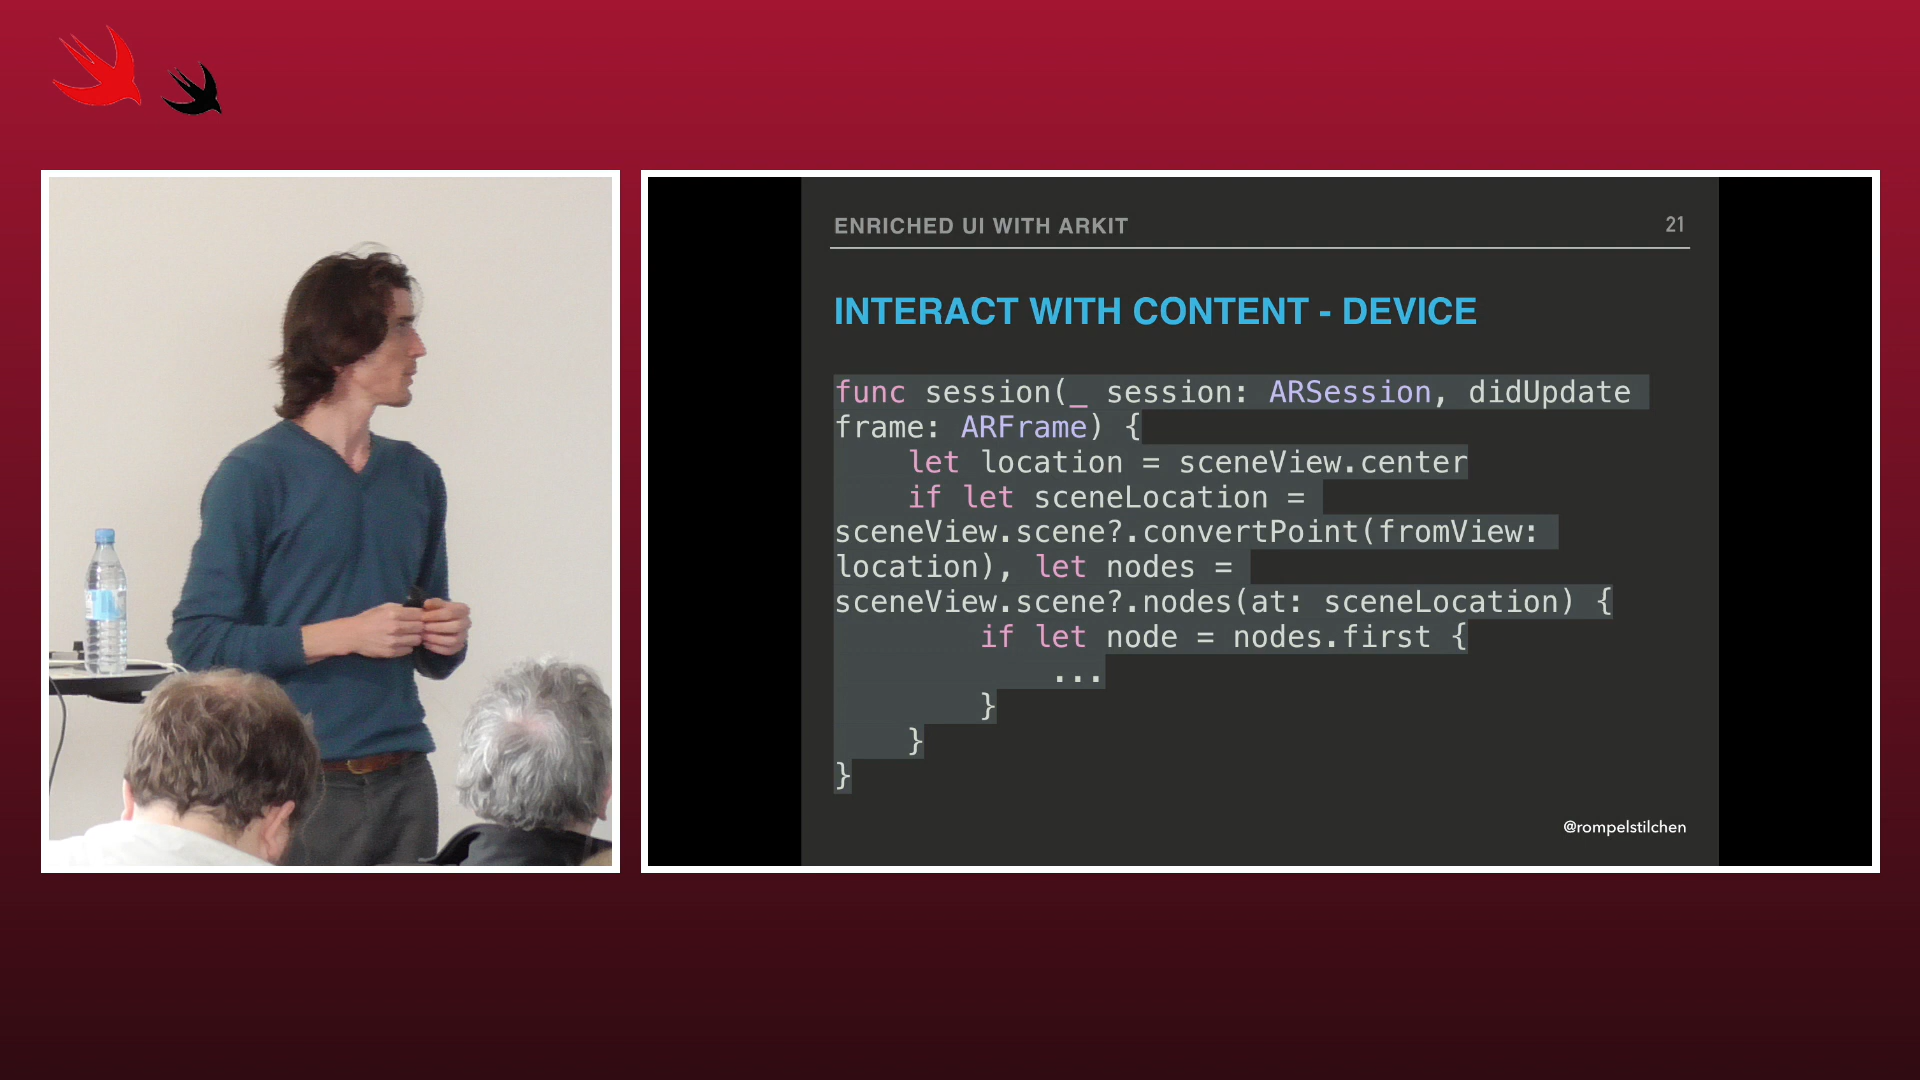 ENRICHED UI WITH ARKIT
21
INTERACT WITH CONTENT - DEVICE
func session(_ session: ARSession, didUpdate
frame: ARFrame) {
    let location = sceneView.center
    if let sceneLocation =
sceneView.scene?.convertPoint(fromView:
location), let nodes =
sceneView.scene?.nodes(at: sceneLocation) {
        if let node = nodes.first {
            ...
        }
    }
}
@rompelstilchen